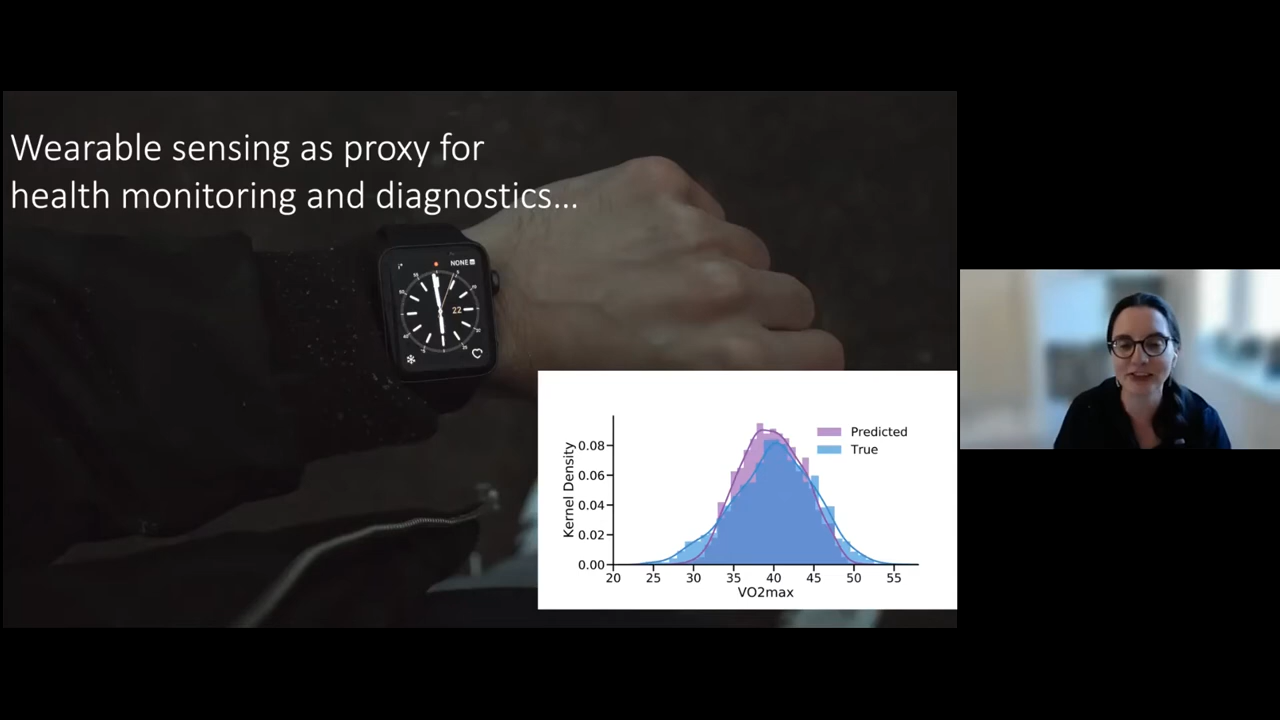 Wearable sensing as proxy for
health monitoring and diagnostics...
NONE
22
Predicted
True
Kernel Density
0.08
0.06
0.04
0.02
0.00
20 25 30 35 40 45 50 55
VO2max